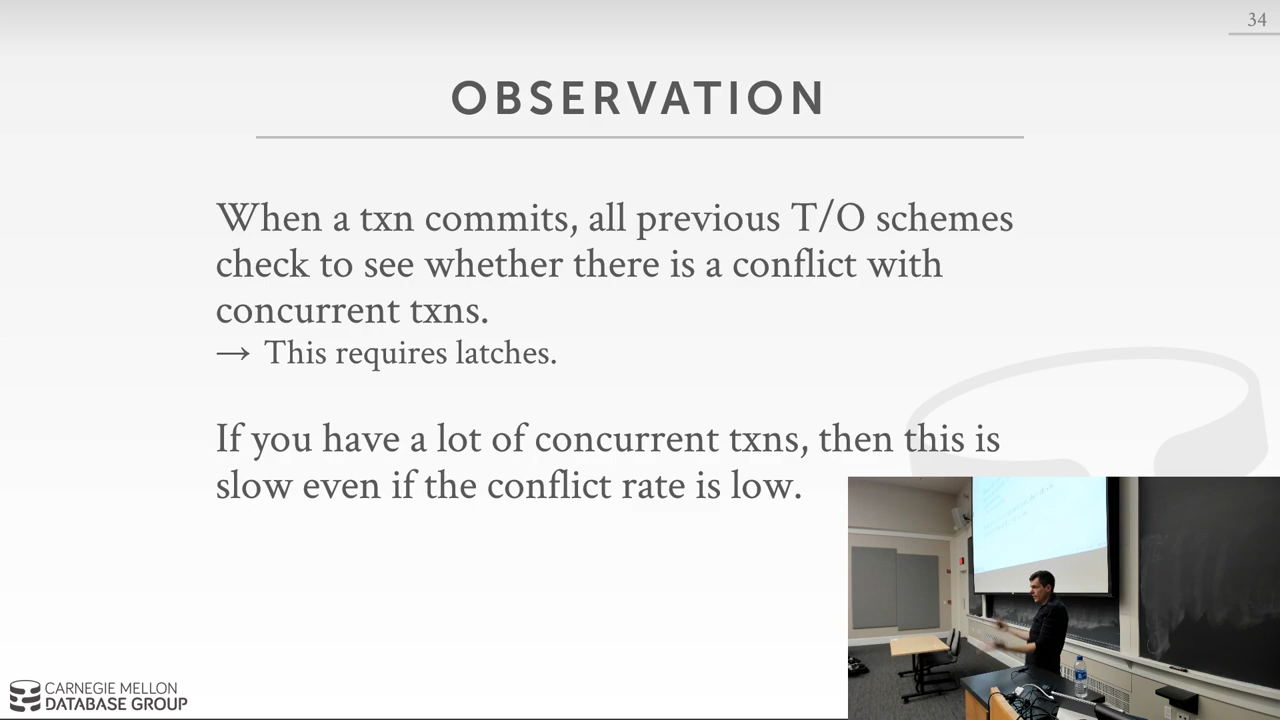 34
OBSERVATION
When a txn commits, all previous T/O schemes
check to see whether there is a conflict with
concurrent txns.
→ This requires latches.
If you have a lot of concurrent txns, then this is
slow even if the conflict rate is low.
CARNEGIE MELLON
DATABASE GROUP